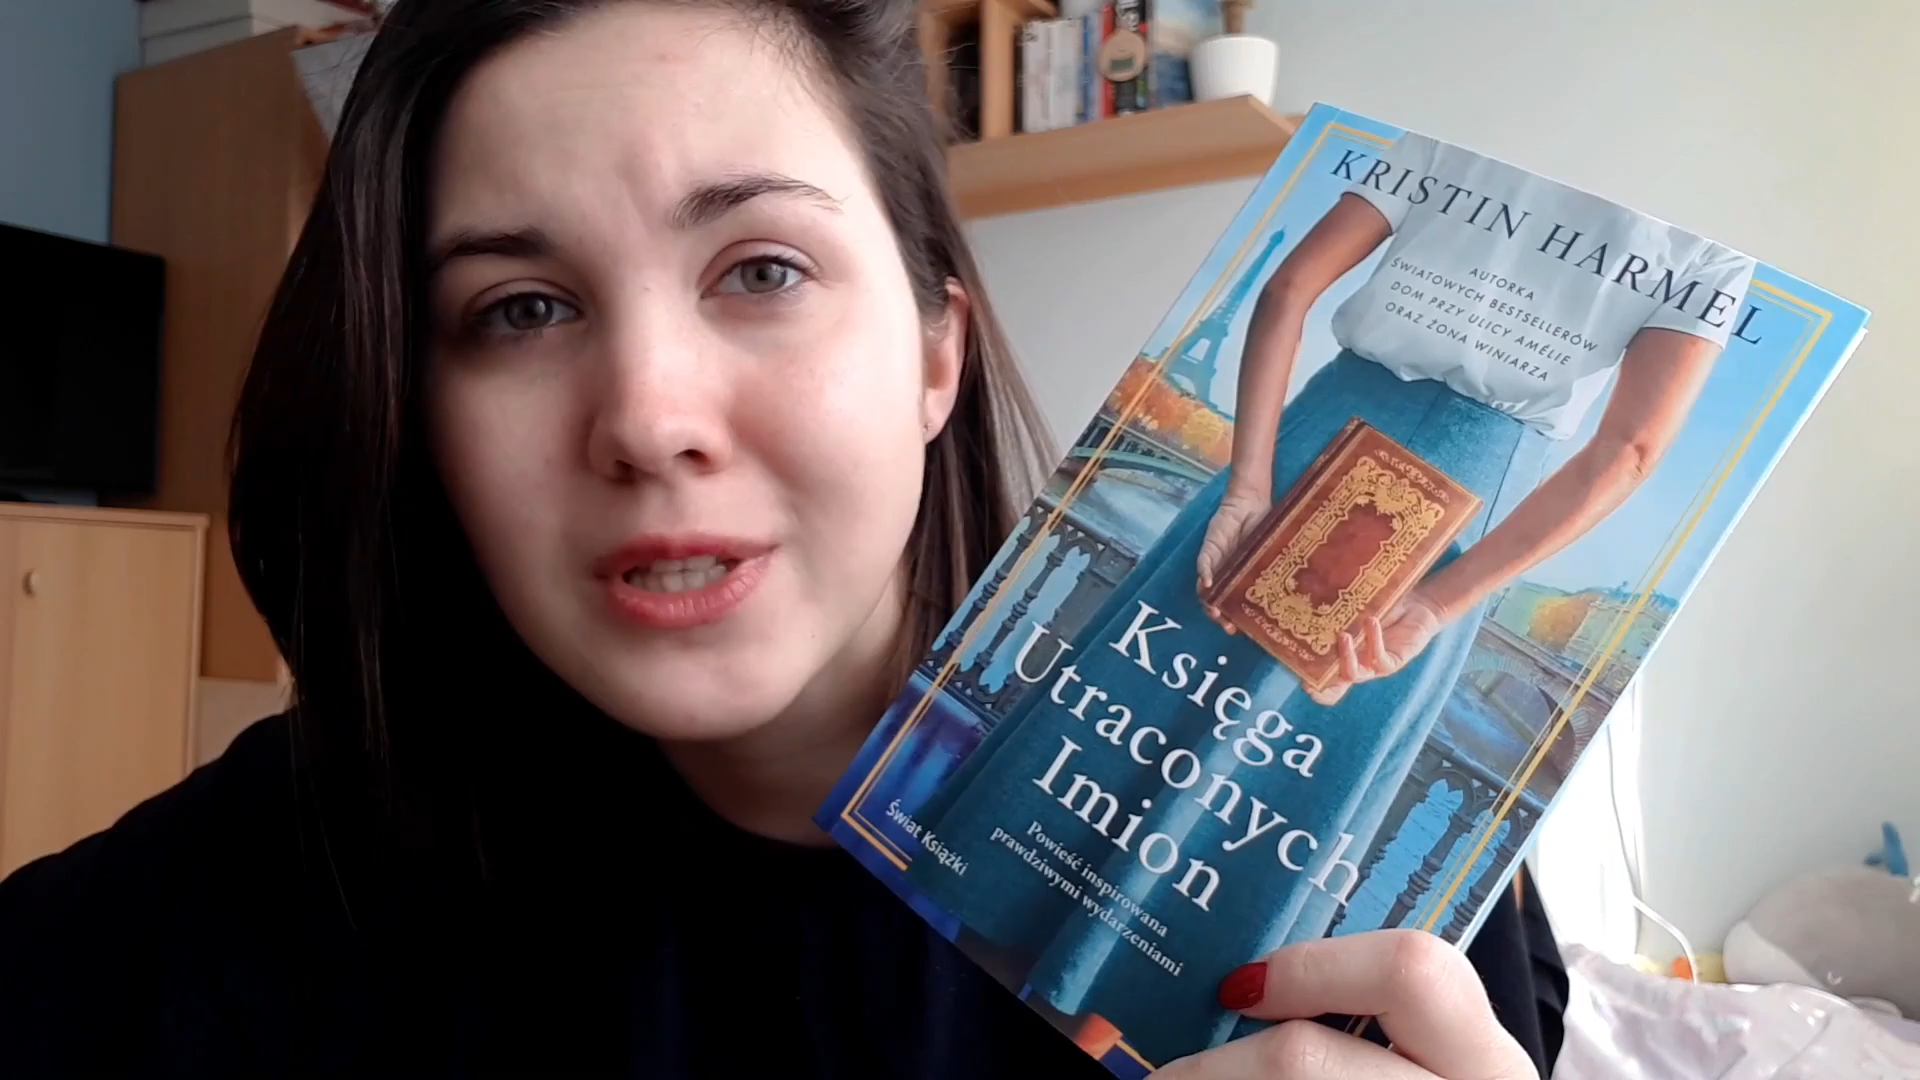 KRISTIN HARMEL
AUTORKA
ŚWIATOWYCH BESTSELLERÓW
DOM PRZY ULICY AMÉLIE
ORAZ ŻONA WINIARZA
Księga
Utraconych
Imion
Powieść inspirowana
prawdziwymi wydarzeniami
Świat Książki